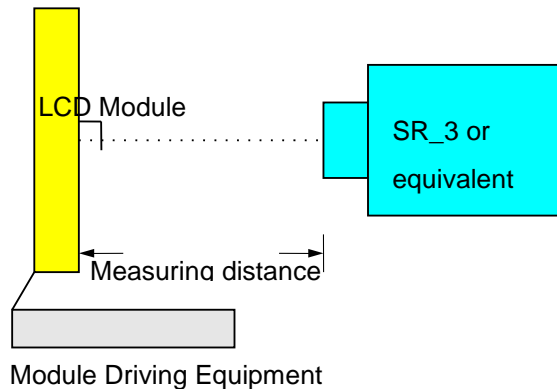 LCD Module
SR_3 or
equivalent
Measuring distance
Module Driving Equipment